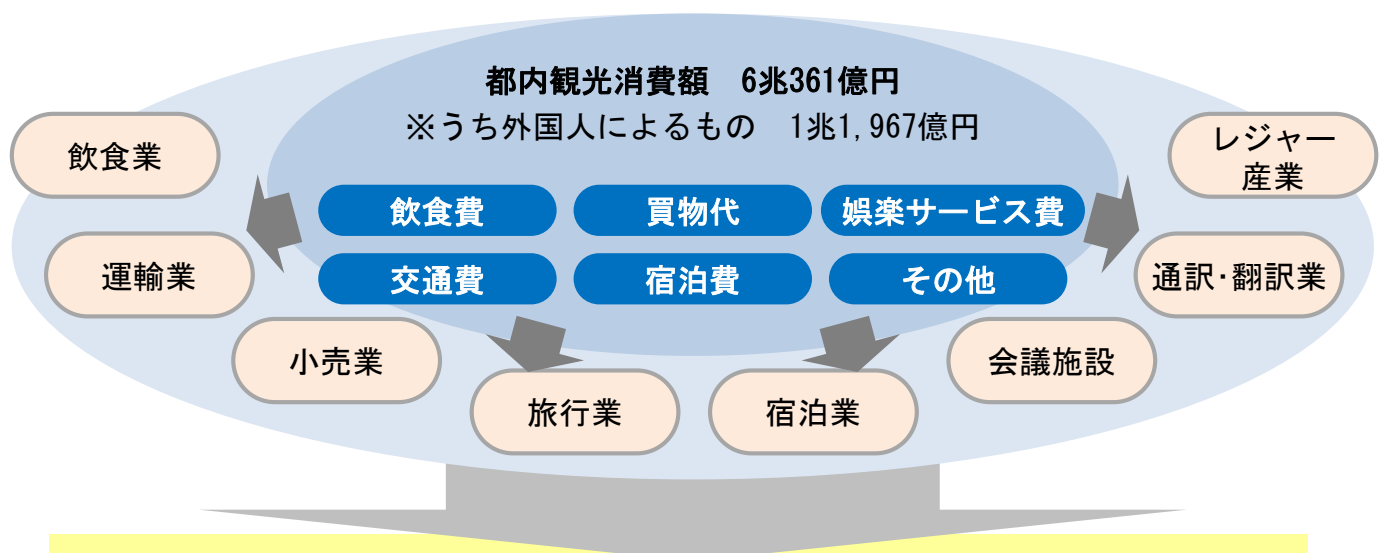 都内観光消費額　6兆361億円
※うち外国人によるもの　1兆1,967億円
飲食業
レジャー
産業
飲食費
買物代
娯楽サービス費
運輸業
交通費
宿泊費
その他
通訳・翻訳業
小売業
会議施設
旅行業
宿泊業